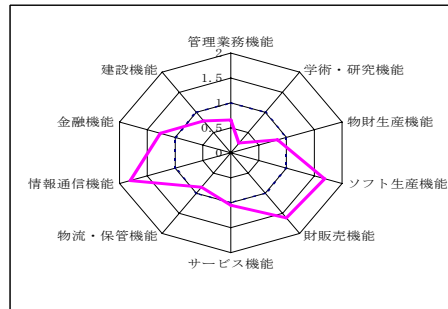 管理業務機能
2
建設機能
学術・研究機能
1.5
1
金融機能
物財生産機能
0.5
0
情報通信機能
ソフト生産機能
物流・保管機能
財販売機能
サービス機能